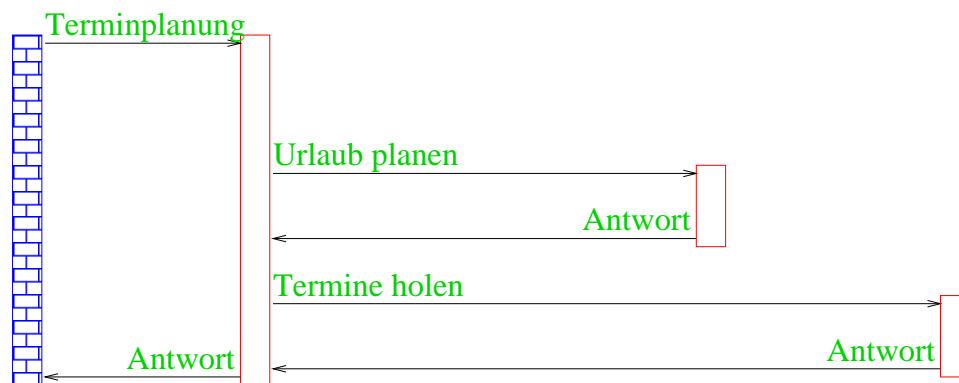 Terminplanung
Urlaub planen
Antwort
Termine holen
Antwort
Antwort